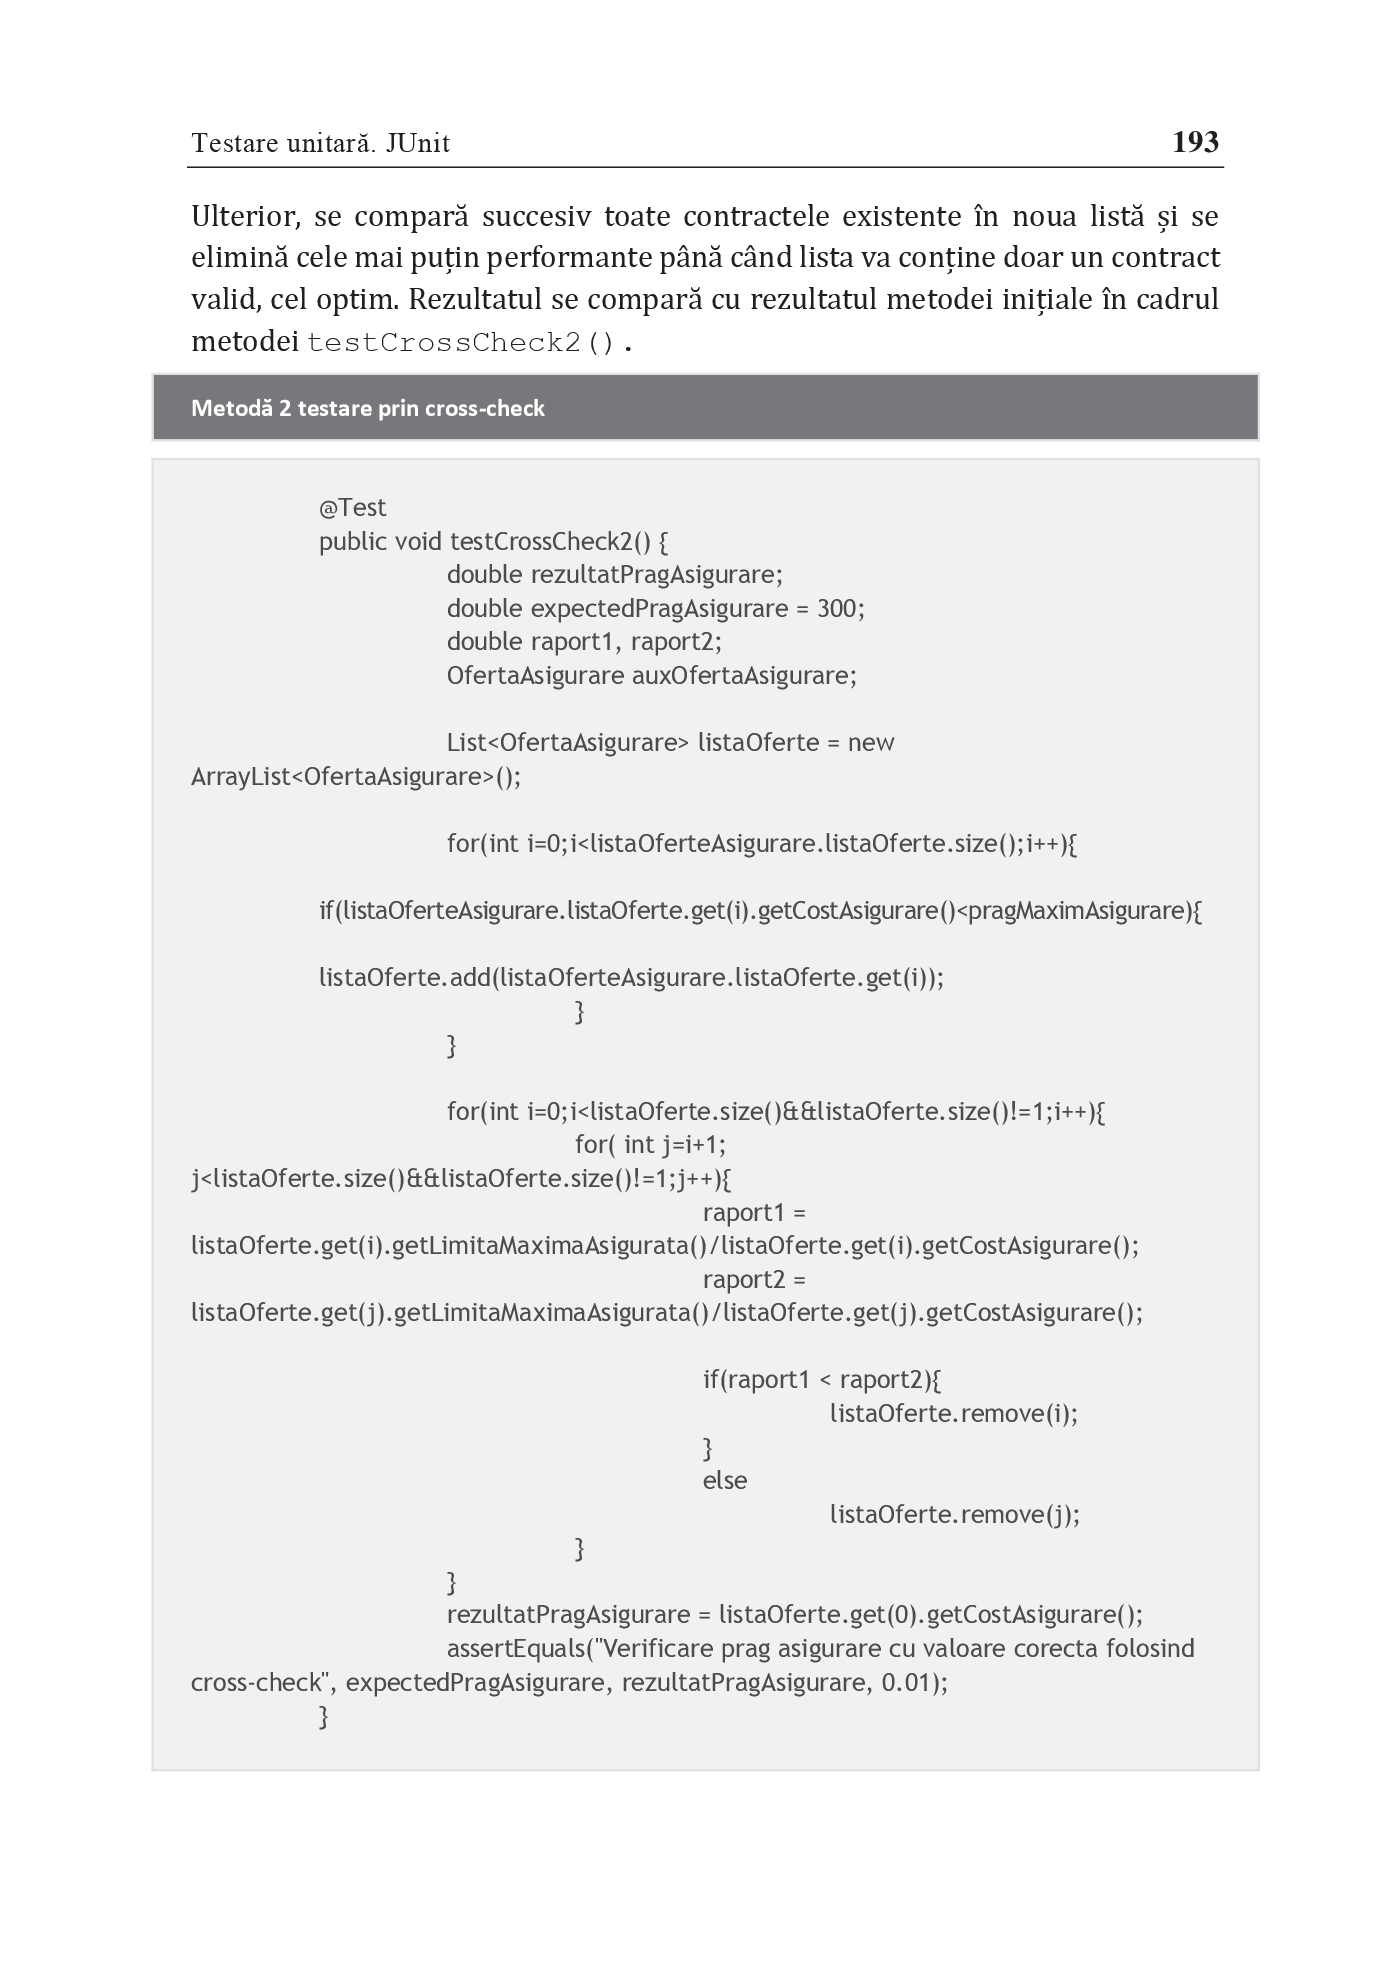 Testare unitară. JUnit 193
Ulterior, se compară succesiv toate contractele existente în noua listă și se
elimină cele mai puțin performante până când lista va conține doar un contract
valid, cel optim. Rezultatul se compară cu rezultatul metodei inițiale în cadrul
metodei testCrossCheck2().
Metodă 2 testare prin cross-check
@Test
public void testCrossCheck2() {
double rezultatPragAsigurare;
double expectedPragAsigurare = 300;
double raport1, raport2;
OfertaAsigurare auxOfertaAsigurare;
List<OfertaAsigurare> listaOferte = new
ArrayList<OfertaAsigurare>();
for(int i=0;i<listaOferteAsigurare.listaOferte.size();i++){
if(listaOferteAsigurare.listaOferte.get(i).getCostAsigurare()<pragMaximAsigurare){
listaOferte.add(listaOferteAsigurare.listaOferte.get(i));
}
}
for(int i=0;i<listaOferte.size()&&listaOferte.size()!=1;i++){
for( int j=i+1;
j<listaOferte.size()&&listaOferte.size()!=1;j++){
raport1 =
listaOferte.get(i).getLimitaMaximaAsigurata()/listaOferte.get(i).getCostAsigurare();
raport2 =
listaOferte.get(j).getLimitaMaximaAsigurata()/listaOferte.get(j).getCostAsigurare();
if(raport1 < raport2){
listaOferte.remove(i);
}
else
listaOferte.remove(j);
}
}
rezultatPragAsigurare = listaOferte.get(0).getCostAsigurare();
assertEquals("Verificare prag asigurare cu valoare corecta folosind
cross-check", expectedPragAsigurare, rezultatPragAsigurare, 0.01);
}